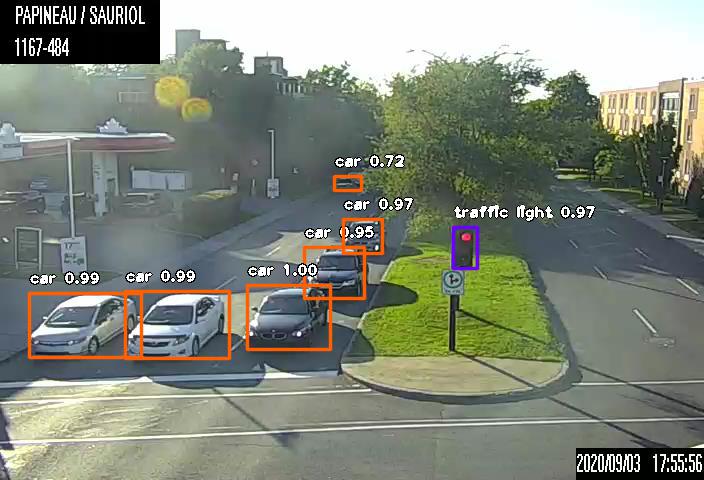 PAPINEAU / SAURIOL
1167-484
car 0.72
car 0.97
traffic light 0.97
car 0.95
car 1.00
car 0.99
car 0.99
2020/09/03 17:55:56